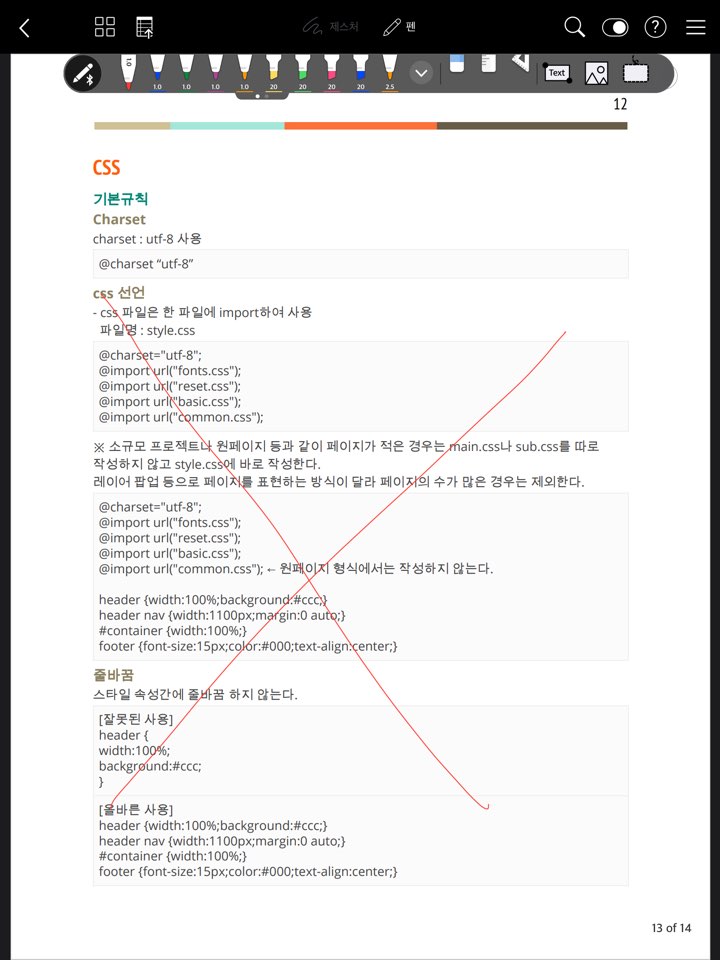 제스처 펜
1.0 1.0 1.0 1.0 1.0 20 20 20 20 2.5 Text
12
CSS
기본규칙
Charset
charset : utf-8 사용
@charset “utf-8”
css 선언
- css 파일은 한 파일에 import하여 사용
파일명 : style.css
@charset="utf-8";
@import url("fonts.css");
@import url("reset.css");
@import url("basic.css");
@import url("common.css");
※ 소규모 프로젝트나 원페이지 등과 같이 페이지가 적은 경우는 main.css나 sub.css를 따로
작성하지 않고 style.css에 바로 작성한다.
레이어 팝업 등으로 페이지를 표현하는 방식이 달라 페이지의 수가 많은 경우는 제외한다.
@charset="utf-8";
@import url("fonts.css");
@import url("reset.css");
@import url("basic.css");
@import url("common.css"); ← 원페이지 형식에서는 작성하지 않는다.
header {width:100%;background:#ccc;}
header nav {width:1100px;margin:0 auto;}
#container {width:100%;}
footer {font-size:15px;color:#000;text-align:center;}
줄바꿈
스타일 속성간에 줄바꿈 하지 않는다.
[잘못된 사용]
header {
width:100%;
background:#ccc;
}
[올바른 사용]
header {width:100%;background:#ccc;}
header nav {width:1100px;margin:0 auto;}
#container {width:100%;}
footer {font-size:15px;color:#000;text-align:center;}
13 of 14